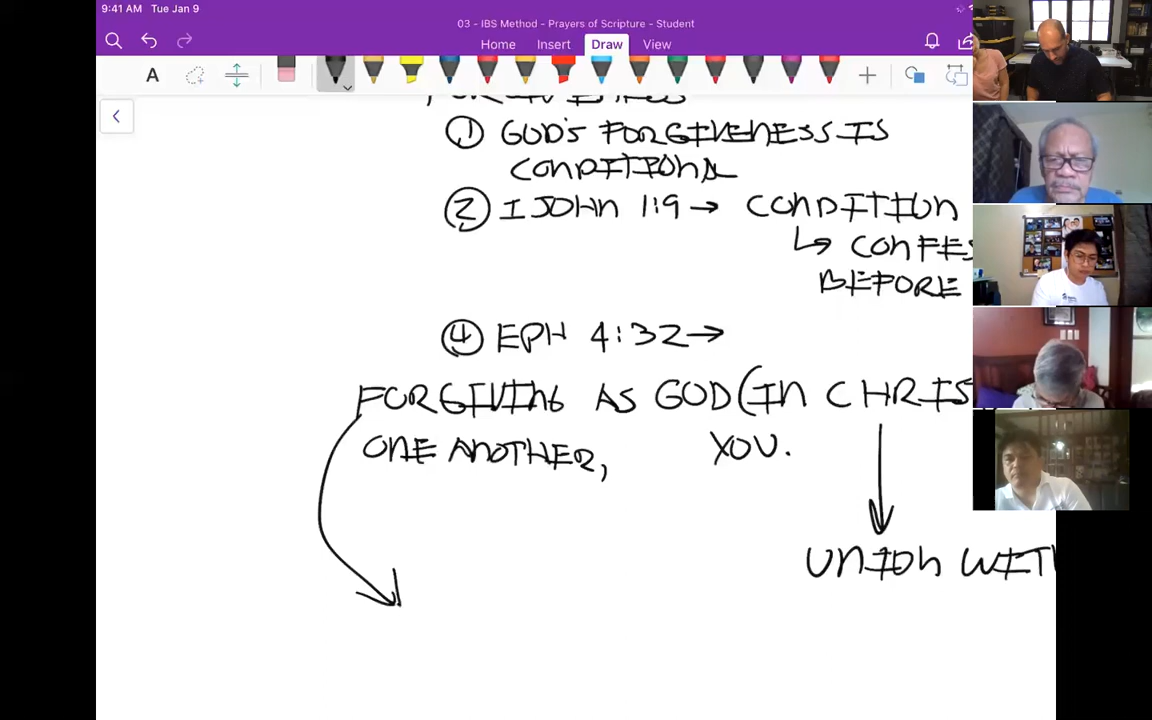 9:41 AM Tue Jan 9
03 - IBS Method - Prayers of Scripture - Student
Home Insert Draw View
A
① GOD'S FORGIVENESS IS
CONDITIONA
② I JOHN 1:9 → CONDITION
↳ CONFES
BEFORE
④ EPH 4:32 →
FORGIVING AS GOD (IN CHRIS
ONE ANOTHER, YOU.
UNION WIT